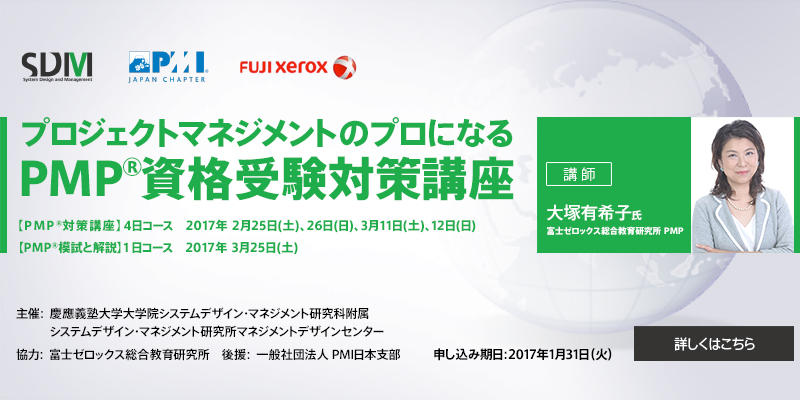 SDM
System Design and Management
PMI®
JAPAN CHAPTER
FUJI xerox
プロジェクトマネジメントのプロになる
PMP®資格受験対策講座
【PMP®対策講座】4日コース 2017年 2月25日(土)、26日(日)、3月11日(土)、12日(日)
【PMP®模試と解説】1日コース 2017年 3月25日(土)
講師
大塚有希子氏
富士ゼロックス総合教育研究所 PMP
主催: 慶應義塾大学大学院システムデザイン・マネジメント研究科附属
システムデザイン・マネジメント研究所マネジメントデザインセンター
協力: 富士ゼロックス総合教育研究所 後援: 一般社団法人 PMI日本支部 申し込み期日:2017年1月31日(火)
詳しくはこちら